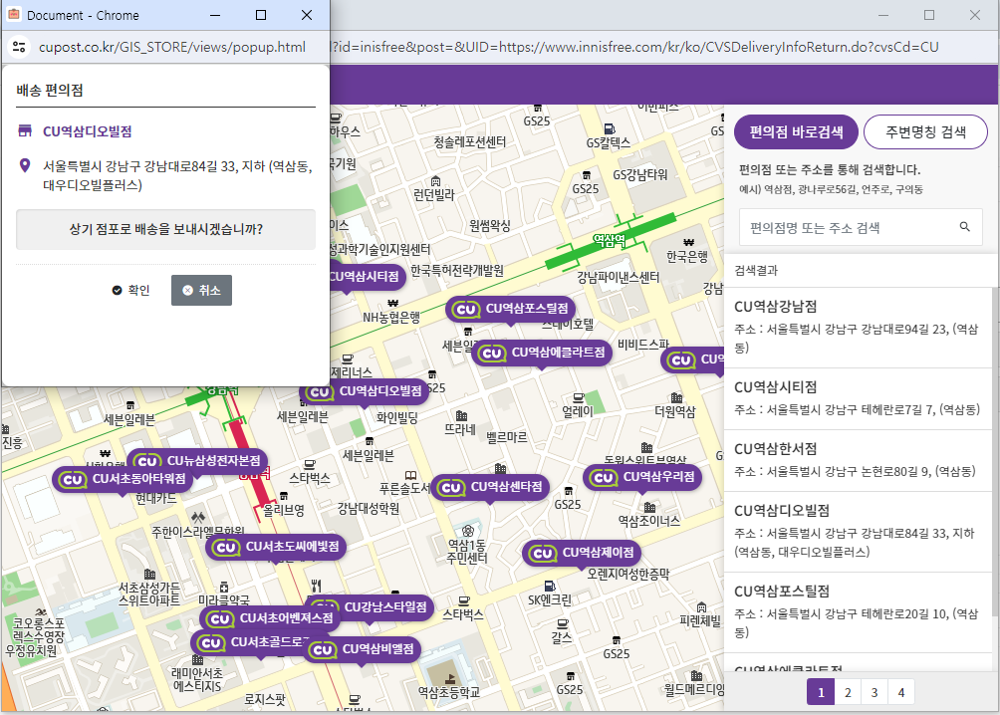 Document - Chrome
cupost.co.kr/GIS_STORE/views/popup.html
l?id=inisfree&post=&UID=https://www.innisfree.com/kr/ko/CVSDeliveryInfoReturn.do?cvsCd=CU
배송 편의점
CU역삼디오빌점
서울특별시 강남구 강남대로84길 33, 지하 (역삼동,
대우디오빌플러스)
상기 점포로 배송을 보내시겠습니까?
확인
취소
편의점 바로검색
주변명칭 검색
편의점 또는 주소를 통해 검색합니다.
예시) 역삼점, 광나루로56길, 언주로, 구의동
편의점명 또는 주소 검색
검색결과
CU역삼강남점
주소 : 서울특별시 강남구 강남대로94길 23, (역삼
동)
CU역삼시티점
주소 : 서울특별시 강남구 테헤란로7길 7, (역삼동)
CU역삼한서점
주소 : 서울특별시 강남구 논현로80길 9, (역삼동)
CU역삼디오빌점
주소 : 서울특별시 강남구 강남대로84길 33, 지하
(역삼동, 대우디오빌플러스)
CU역삼포스틸점
주소 : 서울특별시 강남구 테헤란로20길 10, (역삼
동)
CU역삼에클라트점
1
2
3
4
GS25
청솔레포션센터
GS칼텍스
런던빌라
GS25
GS강남타워
원썸왁싱
역삼역
한국은행
성과학기술인지원센터
한국특허전략개발원
강남파이낸스센터
강남
U역삼시티점
NH농협은행
CU 역삼포스틸점
스테이호텔
세븐일레
CU 역삼에클라트점
비비드스파
CU역
제리너스
CU 역삼디오빌점
S25
강남역
세븐일레븐
세븐일레븐
화인빌딩
뜨라네
얼레이
더원역삼
벨르마르
진흥
세븐일레븐
CU뉴삼성전자본점
CU서초동아타워점
현대카드
스타벅스
푸른솔도서
CU역삼센타점
CU역삼우리점
GS25
올리브영
강남대성학원
역삼조이너스
주한이스라엘문화원
CU서초도씨에빛점
역삼1동
주민센터
CU역삼제이점
오렌지여성한증막
서초삼성가든
스위트아파트
미라클약국
SK엔크린
CU강남스타일점
스타벅스
피렌체빌
코오롱스포
렉스수영장
우정유치원
CU서초어벤져스점
갈스
CU서초골드로
CU역삼비엘점
GS25
래미안서초
에스티지S
역삼초등학교
GS25
월드메르디앙
로지스팟
스타벅스